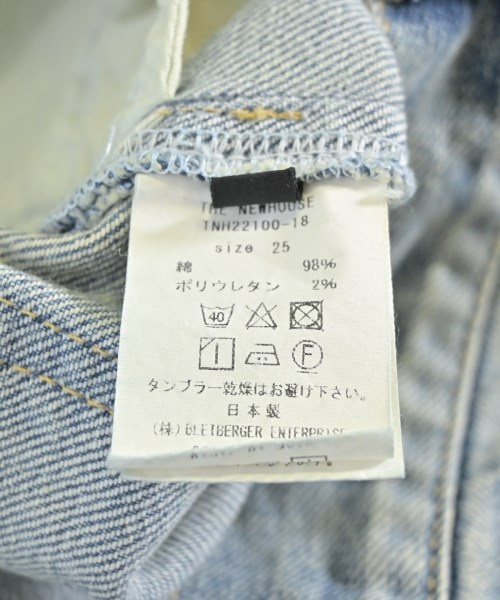 THE NEWHOUSE
TNH22100-18
size 25
綿 98%
ポリウレタン 2%
40
F
タンブラー乾燥はお避け下さい。
日本製
(株) BLEIBERGER ENTERPRISE